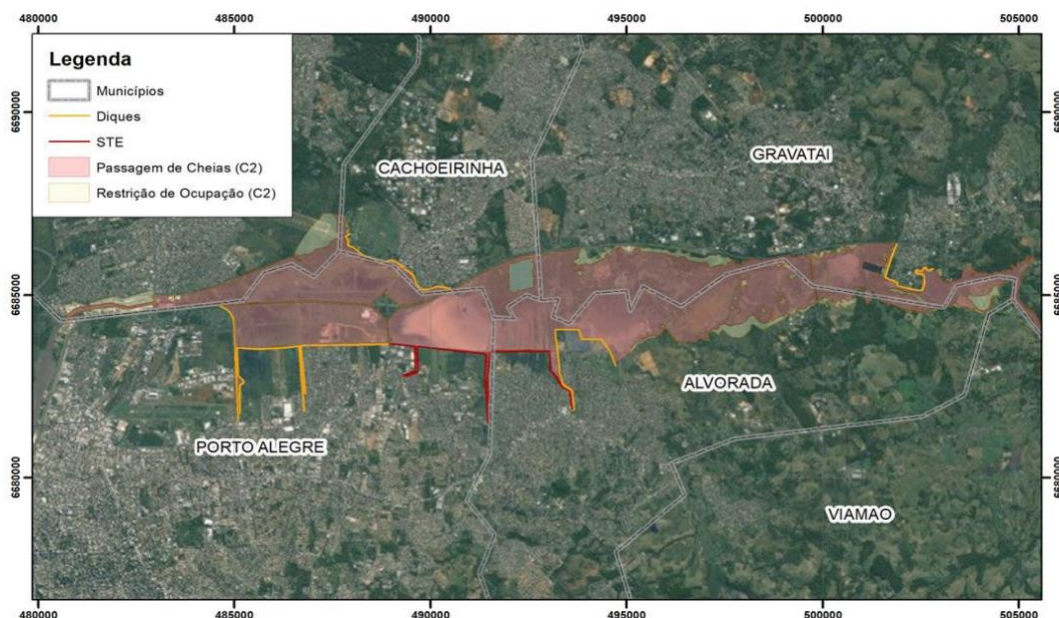 480000 485000 490000 495000 500000 505000
Legenda
Municípios
Diques
STE
Passagem de Cheias (C2)
Restrição de Ocupação (C2)
6690000
6690000
CACHOEIRINHA
GRAVATAI
6685000
6685000
ALVORADA
PORTO ALEGRE
6680000
6680000
VIAMAO
480000 485000 490000 495000 500000 505000